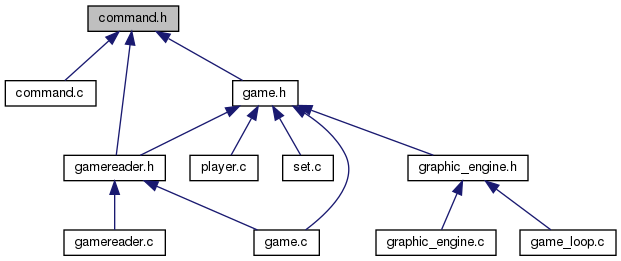 command.h
command.c
game.h
gamereader.h
player.c
set.c
graphic_engine.h
gamereader.c
game.c
graphic_engine.c
game_loop.c